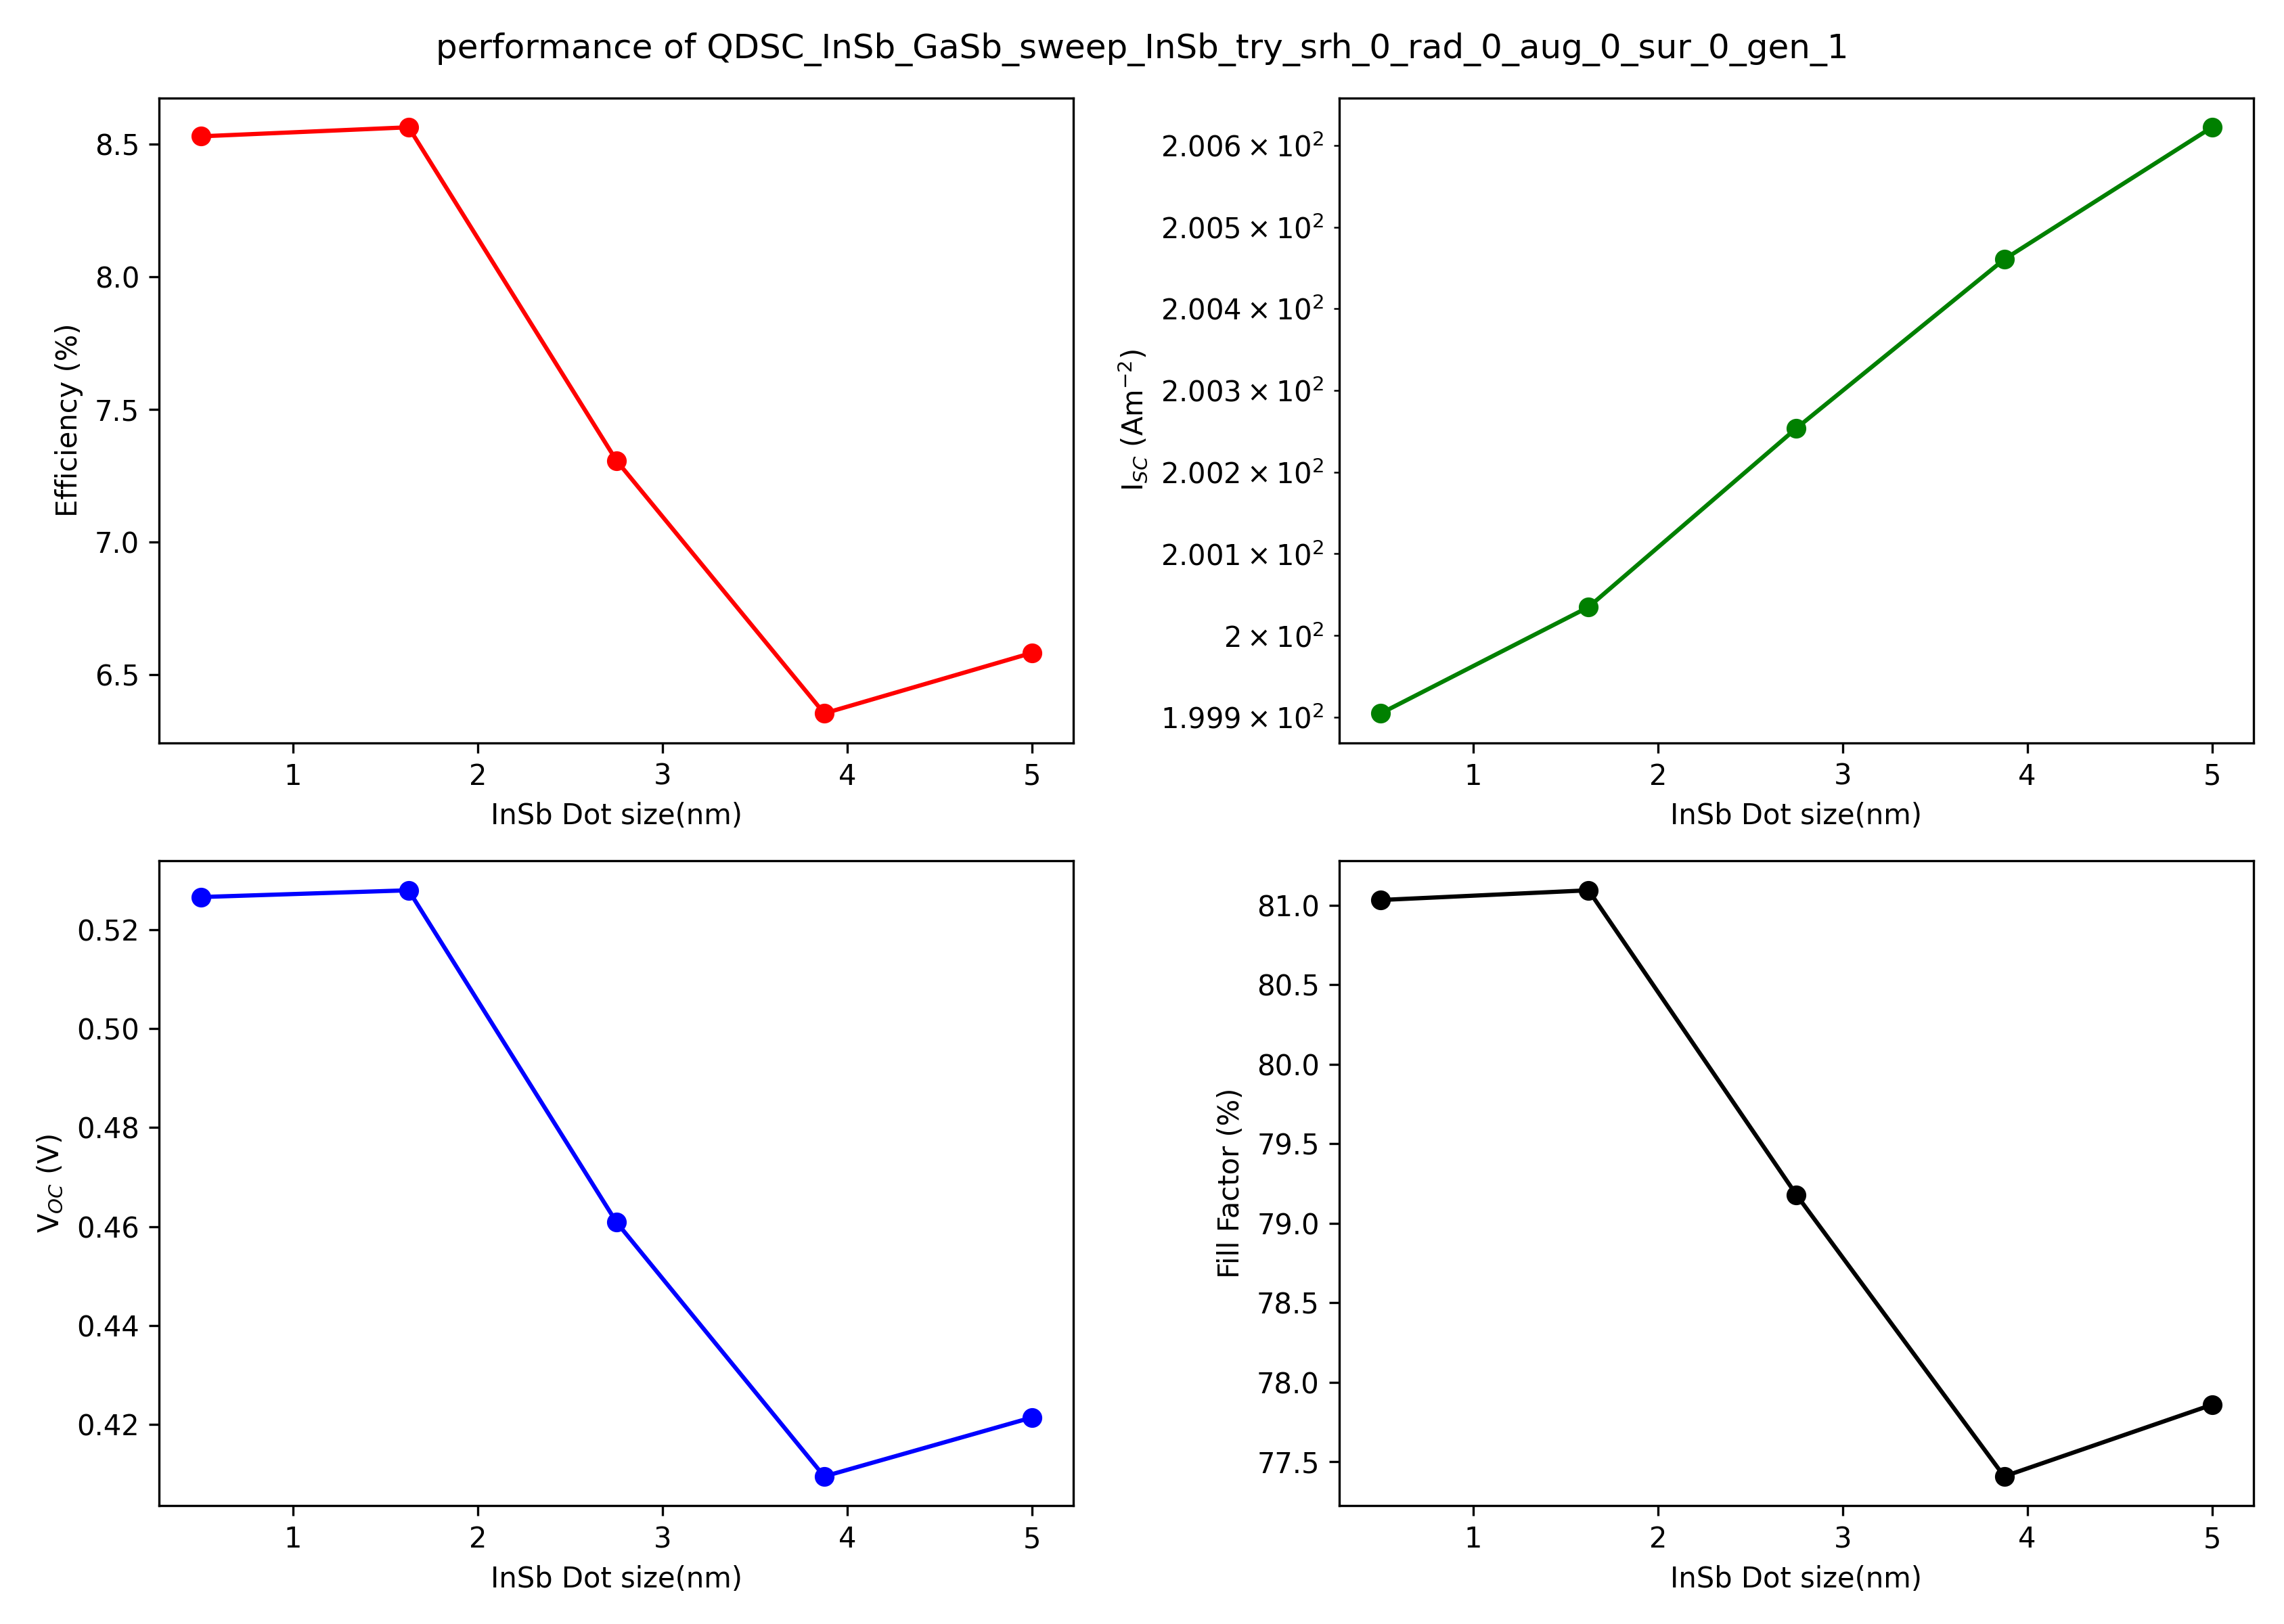 performance of QDSC_InSb_GaSb_sweep_InSb_try_srh_0_rad_0_aug_0_sur_0_gen_1
Efficiency (%)
8.5
8.0
7.5
7.0
6.5
1 2 3 4 5
InSb Dot size(nm)
I_SC (Am⁻²)
2.006 × 10²
2.005 × 10²
2.004 × 10²
2.003 × 10²
2.002 × 10²
2.001 × 10²
2 × 10²
1.999 × 10²
1 2 3 4 5
InSb Dot size(nm)
V_OC (V)
0.52
0.50
0.48
0.46
0.44
0.42
1 2 3 4 5
InSb Dot size(nm)
Fill Factor (%)
81.0
80.5
80.0
79.5
79.0
78.5
78.0
77.5
1 2 3 4 5
InSb Dot size(nm)